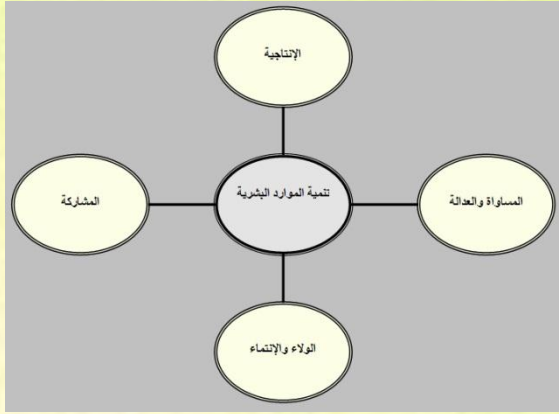 الإنتاجية
المساواة والعدالة
تنمية الموارد البشرية
المشاركة
الولاء والإنتماء